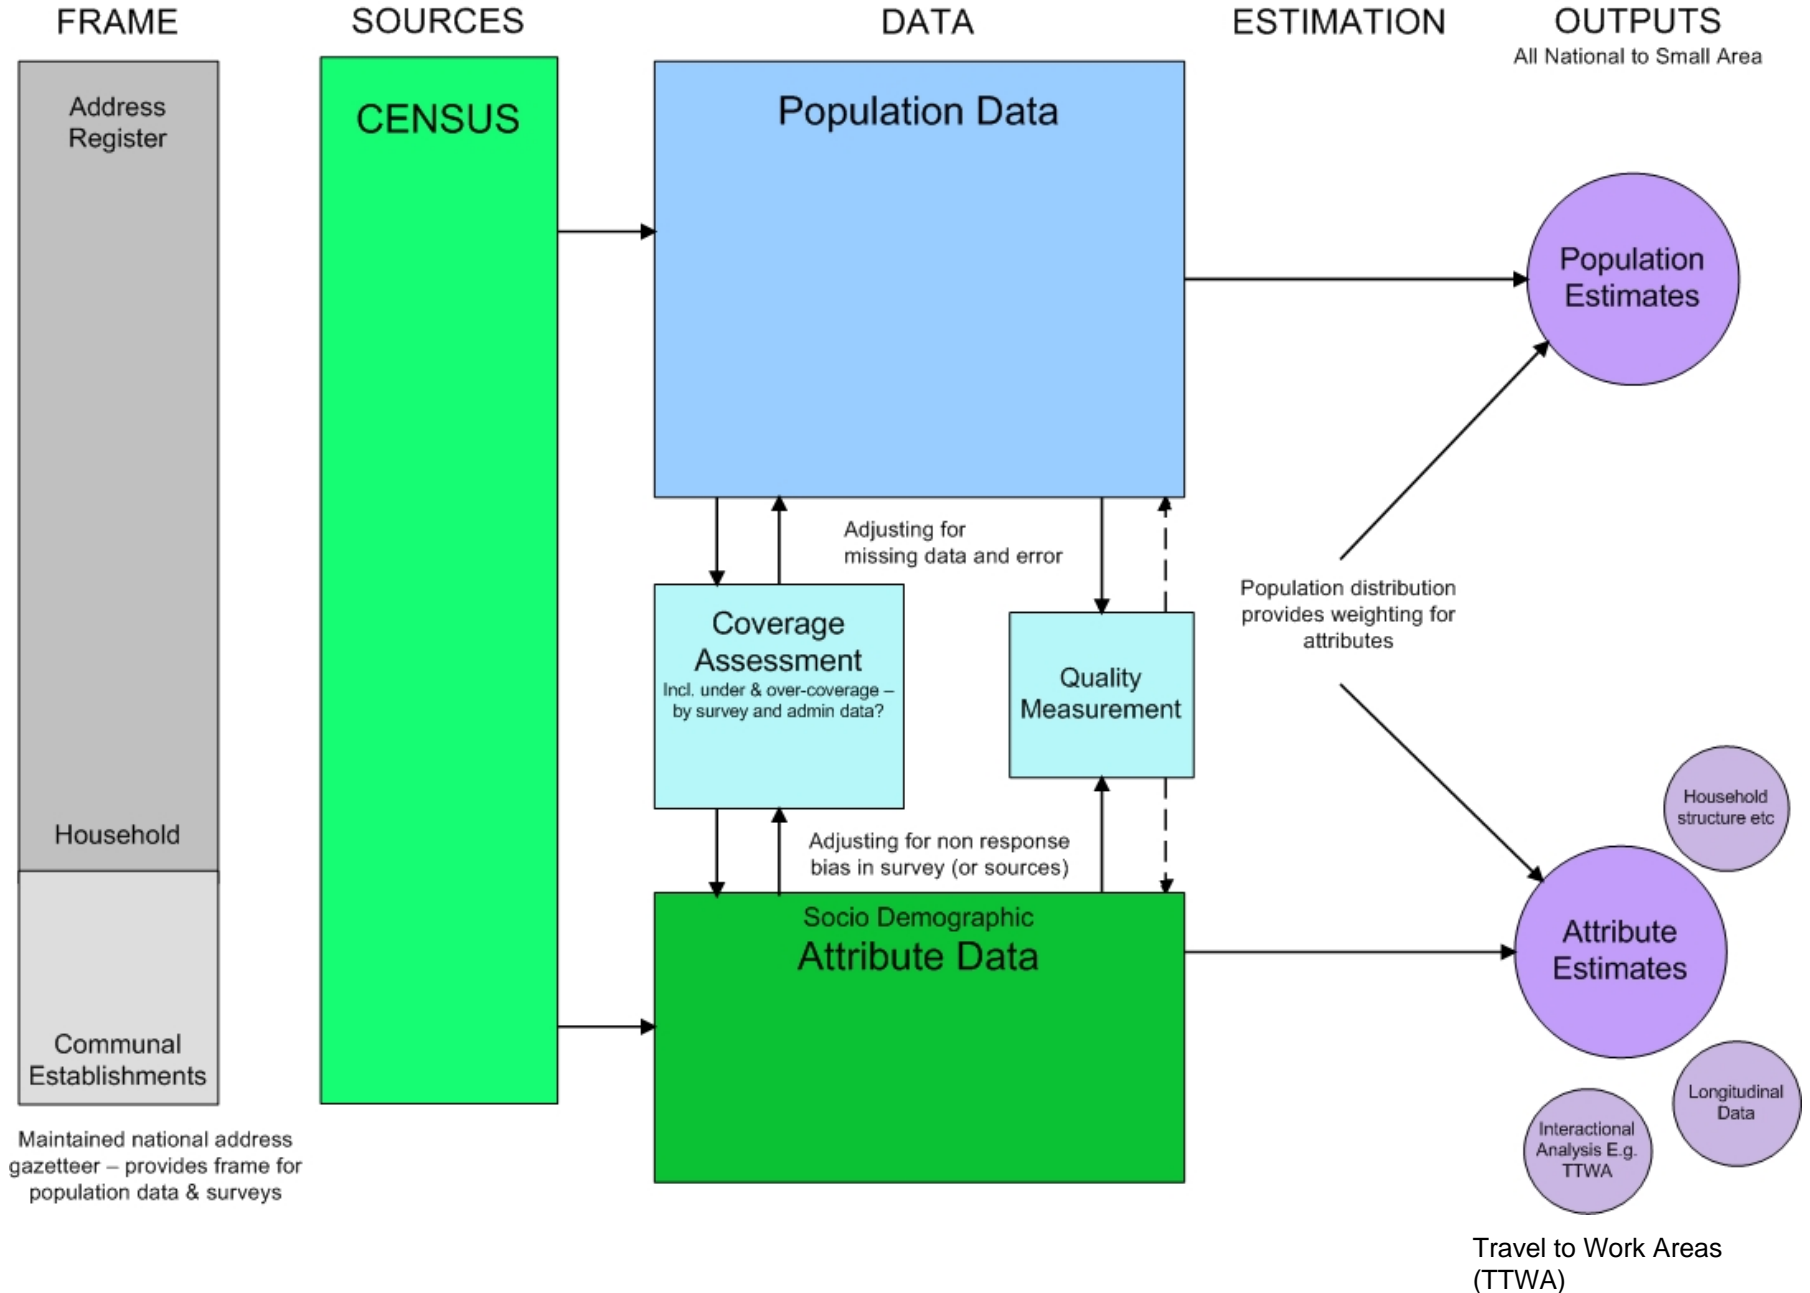 FRAME
SOURCES
DATA
ESTIMATION
OUTPUTS
All National to Small Area
Address
Register
Household
Communal
Establishments
Maintained national address
gazetteer – provides frame for
population data & surveys
CENSUS
Population Data
Adjusting for
missing data and error
Coverage
Assessment
Incl. under & over-coverage –
by survey and admin data?
Quality
Measurement
Adjusting for non response
bias in survey (or sources)
Socio Demographic
Attribute Data
Population distribution
provides weighting for
attributes
Population
Estimates
Household
structure etc
Attribute
Estimates
Longitudinal
Data
Interactional
Analysis E.g.
TTWA
Travel to Work Areas
(TTWA)